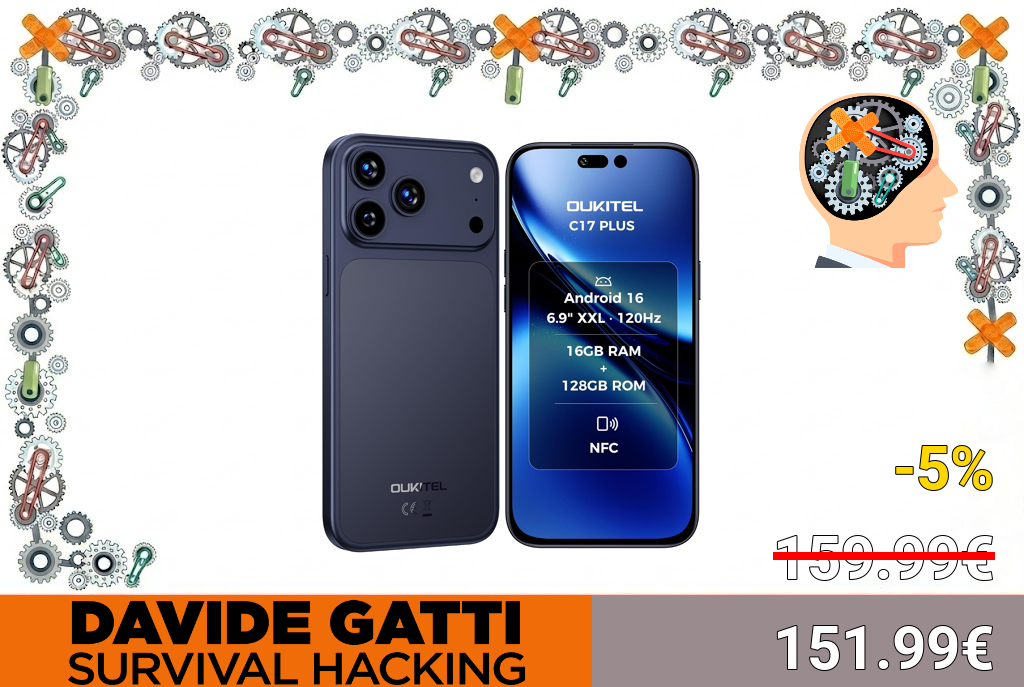 OUKITEL
C17 PLUS
Android 16
6.9" XXL · 120Hz
16GB RAM
+
128GB ROM
NFC
OUKITEL
CE
-5%
159.99€
DAVIDE GATTI
SURVIVAL HACKING
151.99€